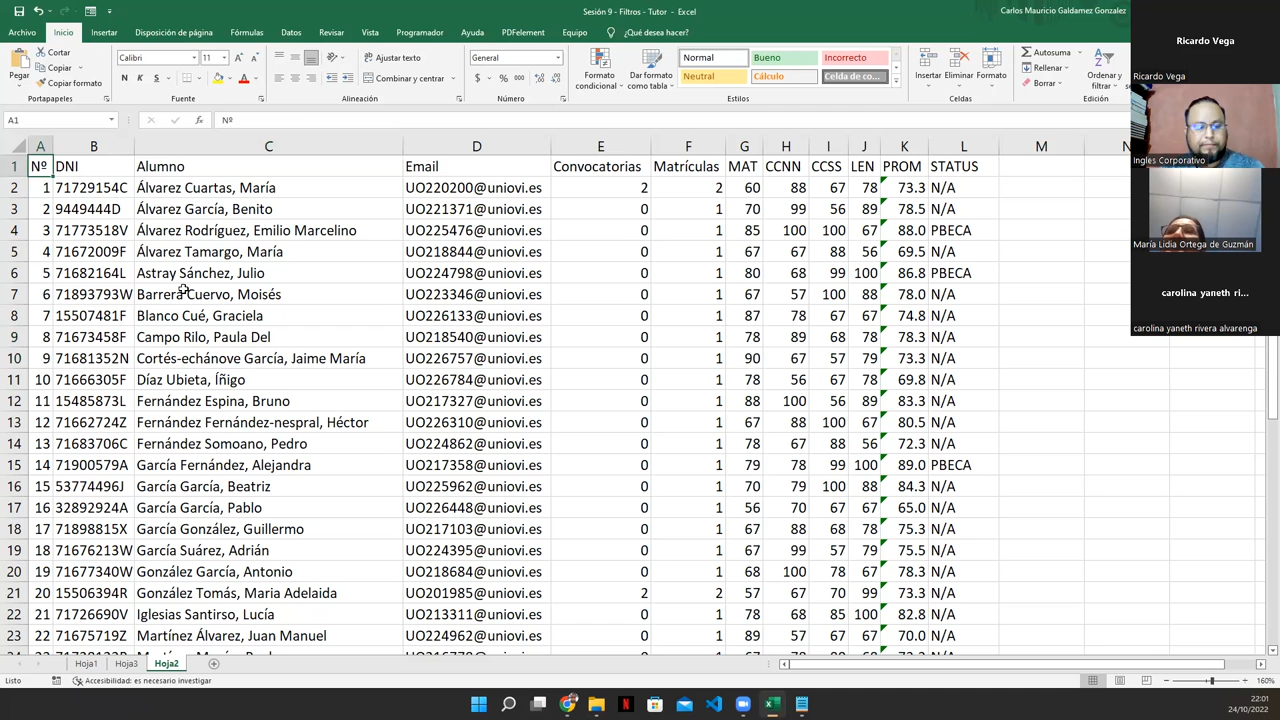 Sesión 9 - Filtros - Tutor - Excel
Carlos Mauricio Galdamez Gonzalez
Archivo Inicio Insertar Disposición de página Fórmulas Datos Revisar Vista Programador Ayuda PDFelement Equipo ¿Qué desea hacer?
Pegar
Cortar
Copiar
Copiar formato
Portapapeles
Calibri 11
N K S
Fuente
Ajustar texto
Combinar y centrar
Alineación
General
Número
Formato condicional
Dar formato como tabla
Normal Bueno Incorrecto
Neutral Cálculo Celda de co...
Estilos
Insertar Eliminar Formato
Celdas
Autosuma
Rellenar
Borrar
Ordenar y
Edición
A1 fx Nº
A B C D E F G H I J K L M N
1 Nº DNI Alumno Email Convocatorias Matrículas MAT CCNN CCSS LEN PROM STATUS
2 1 71729154C Álvarez Cuartas, María UO220200@uniovi.es 2 2 60 88 67 78 73.3 N/A
3 2 9449444D Álvarez García, Benito UO221371@uniovi.es 0 1 70 99 56 89 78.5 N/A
4 3 71773518V Álvarez Rodríguez, Emilio Marcelino UO225476@uniovi.es 0 1 85 100 100 67 88.0 PBECA
5 4 71672009F Álvarez Tamargo, María UO218844@uniovi.es 0 1 67 67 88 56 69.5 N/A
6 5 71682164L Astray Sánchez, Julio UO224798@uniovi.es 0 1 80 68 99 100 86.8 PBECA
7 6 71893793W Barrera Cuervo, Moisés UO223346@uniovi.es 0 1 67 57 100 88 78.0 N/A
8 7 15507481F Blanco Cué, Graciela UO226133@uniovi.es 0 1 87 78 67 67 74.8 N/A
9 8 71673458F Campo Rilo, Paula Del UO218540@uniovi.es 0 1 78 89 68 78 78.3 N/A
10 9 71681352N Cortés-echánove García, Jaime María UO226757@uniovi.es 0 1 90 67 57 79 73.3 N/A
11 10 71666305F Díaz Ubieta, Íñigo UO226784@uniovi.es 0 1 78 56 67 78 69.8 N/A
12 11 15485873L Fernández Espina, Bruno UO217327@uniovi.es 0 1 88 100 56 89 83.3 N/A
13 12 71662724Z Fernández Fernández-nespral, Héctor UO226310@uniovi.es 0 1 67 88 100 67 80.5 N/A
14 13 71683706C Fernández Somoano, Pedro UO224862@uniovi.es 0 1 78 67 88 56 72.3 N/A
15 14 71900579A García Fernández, Alejandra UO217358@uniovi.es 0 1 79 78 99 100 89.0 PBECA
16 15 53774496J García García, Beatriz UO225962@uniovi.es 0 1 70 79 100 88 84.3 N/A
17 16 32892924A García García, Pablo UO226240@uniovi.es 0 1 56 70 67 67 65.0 N/A
18 17 71898815X García González, Guillermo UO217103@uniovi.es 0 1 67 88 68 78 75.3 N/A
19 18 71676213W García Suárez, Adrián UO224395@uniovi.es 0 1 67 99 57 79 75.5 N/A
20 19 71677340W González García, Antonio UO218684@uniovi.es 0 1 68 100 78 67 78.3 N/A
21 20 15506394R González Tomás, Maria Adelaida UO201985@uniovi.es 2 2 57 67 70 99 73.3 N/A
22 21 71726690V Iglesias Santirso, Lucía UO213311@uniovi.es 0 1 78 68 85 100 82.8 N/A
23 22 71675719Z Martínez Álvarez, Juan Manuel UO224962@uniovi.es 0 1 89 57 67 67 70.0 N/A
Hoja1 Hoja3 Hoja2
Listo Accesibilidad: es necesario investigar 160%
22:01
24/10/2022
Ricardo Vega
Ricardo Vega
Ingles Corporativo
María Lidia Ortega de Guzmán
carolina yaneth ri...
carolina yaneth rivera alvarenga